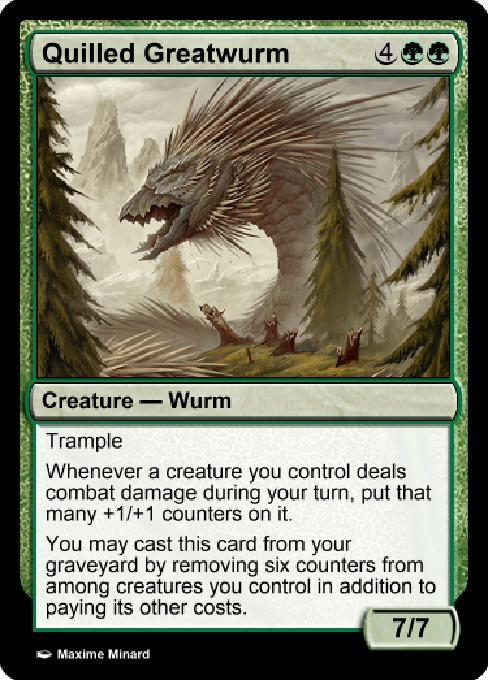 Quilled Greatwurm 4
Creature — Wurm
Trample
Whenever a creature you control deals
combat damage during your turn, put that
many +1/+1 counters on it.
You may cast this card from your
graveyard by removing six counters from
among creatures you control in addition to
paying its other costs.
7/7
Maxime Minard